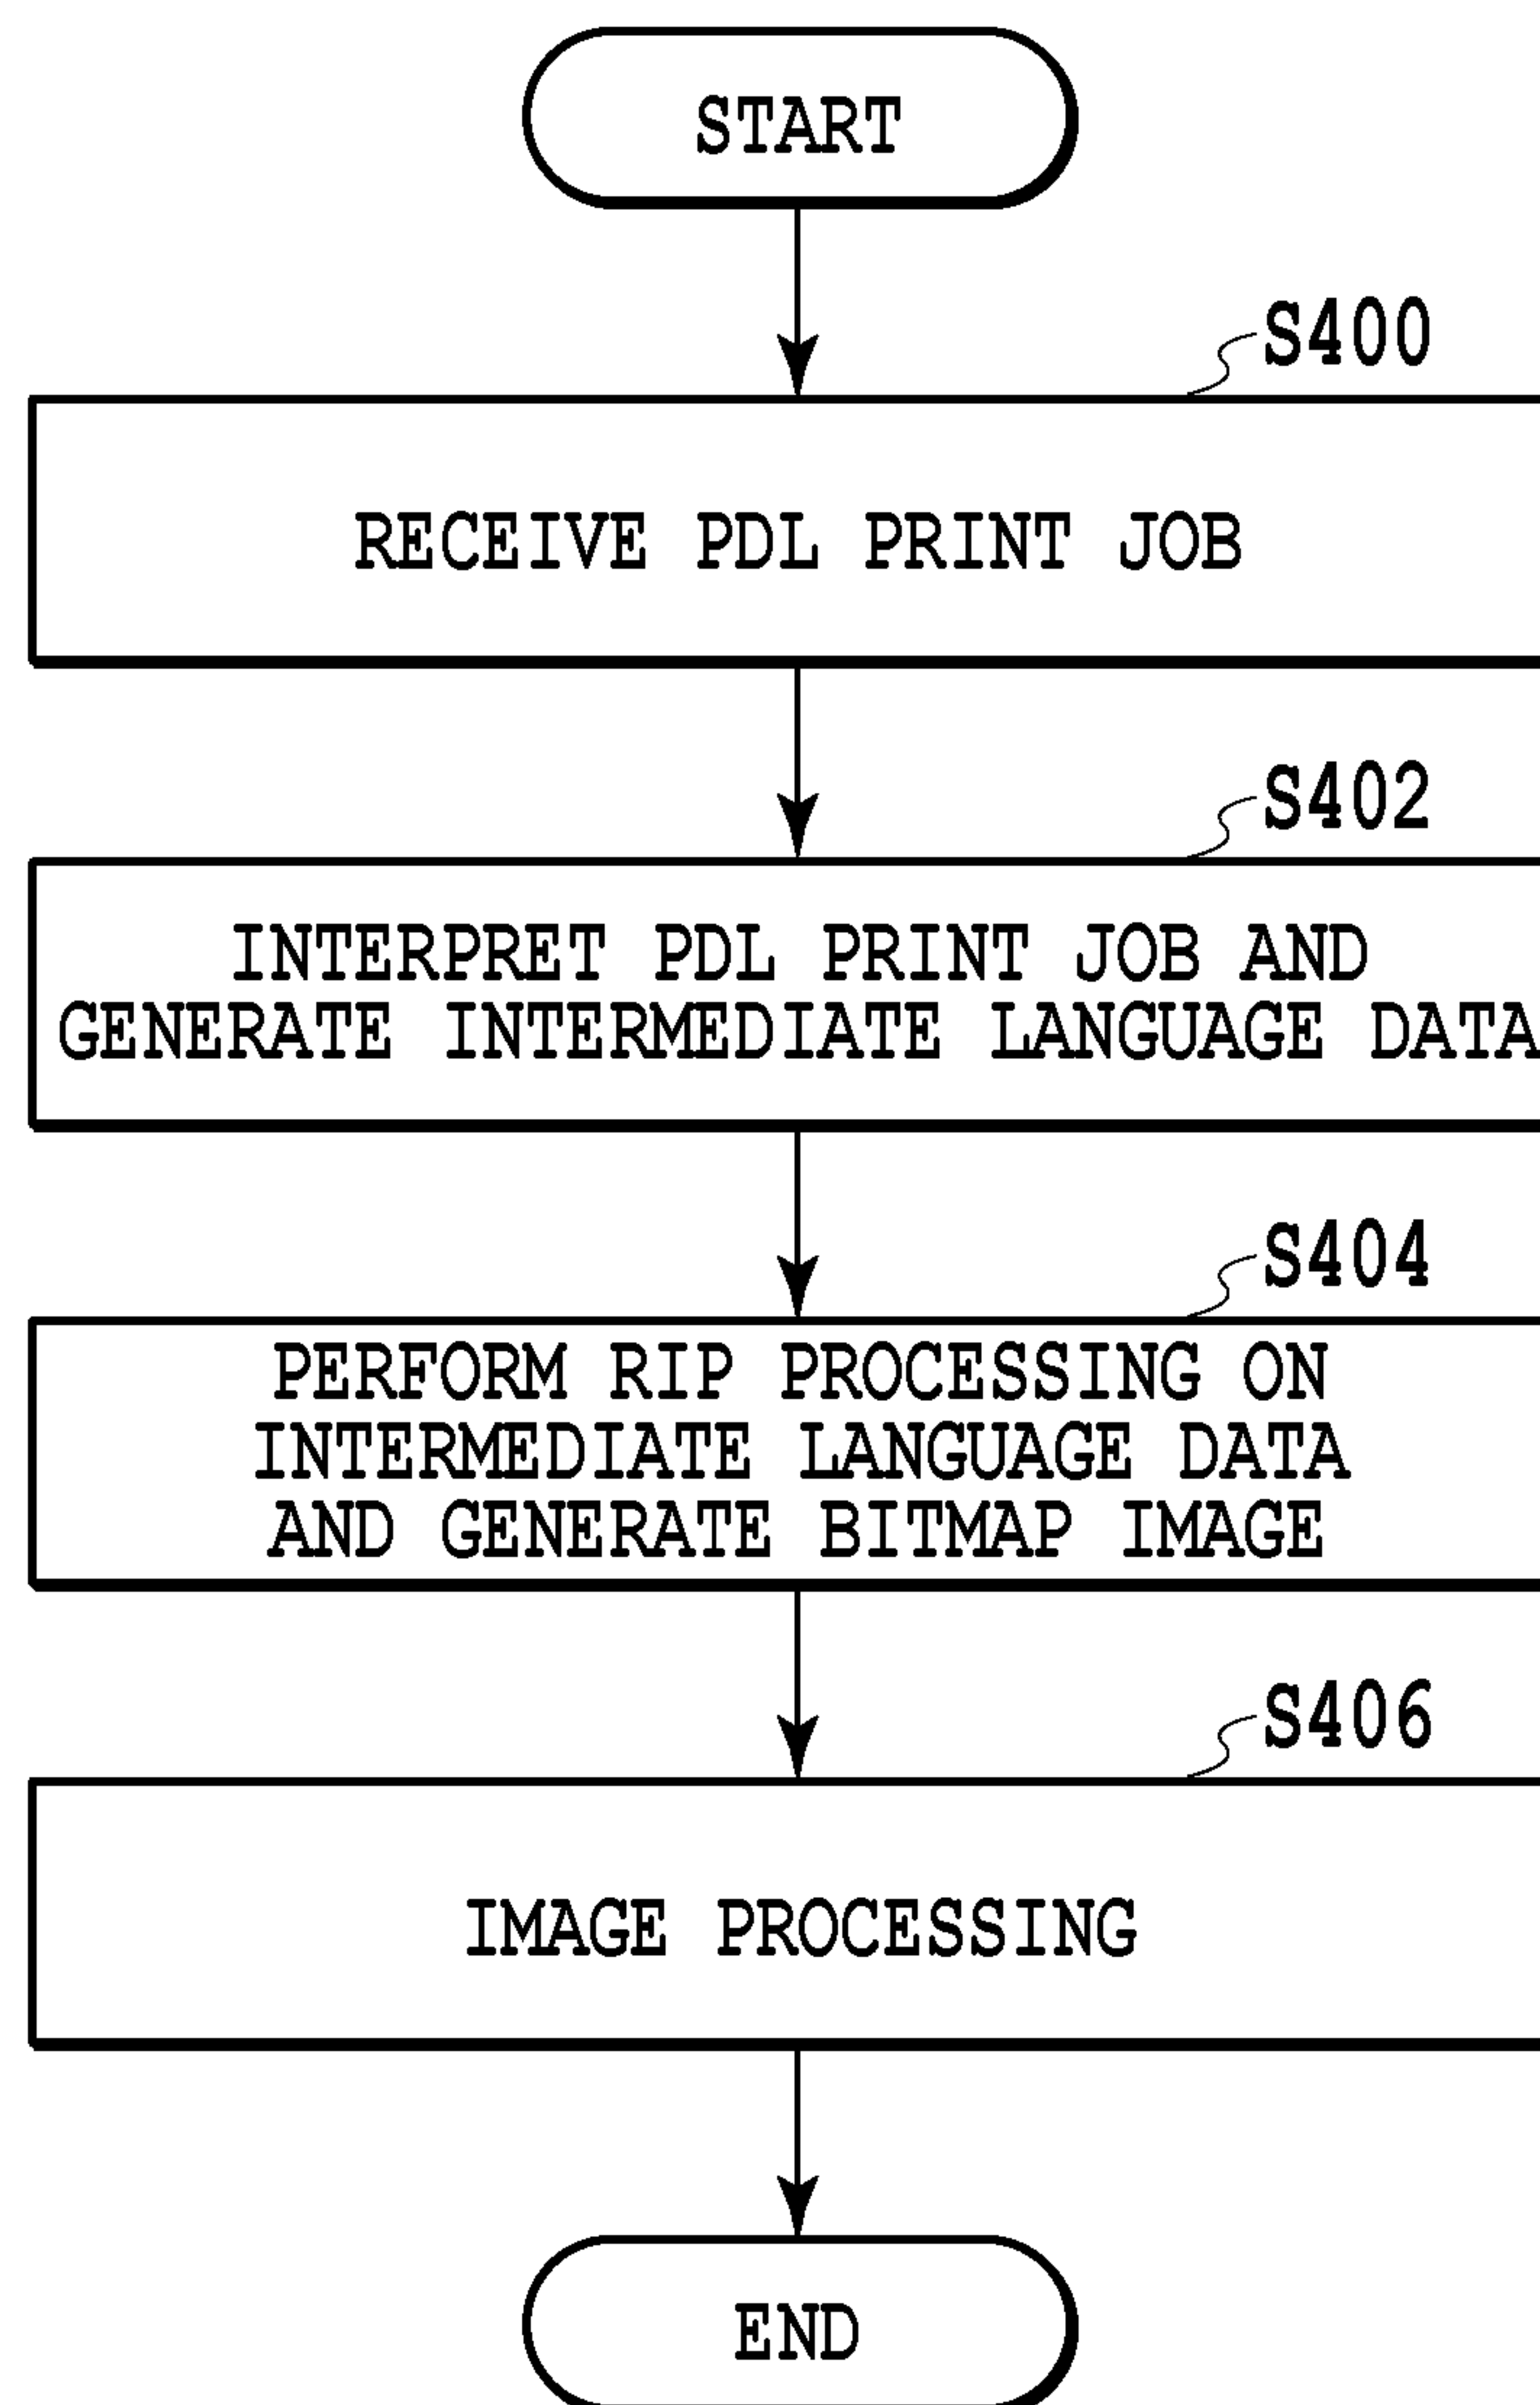 START
S400
RECEIVE PDL PRINT JOB
S402
INTERPRET PDL PRINT JOB AND
GENERATE INTERMEDIATE LANGUAGE DATA
S404
PERFORM RIP PROCESSING ON
INTERMEDIATE LANGUAGE DATA
AND GENERATE BITMAP IMAGE
S406
IMAGE PROCESSING
END